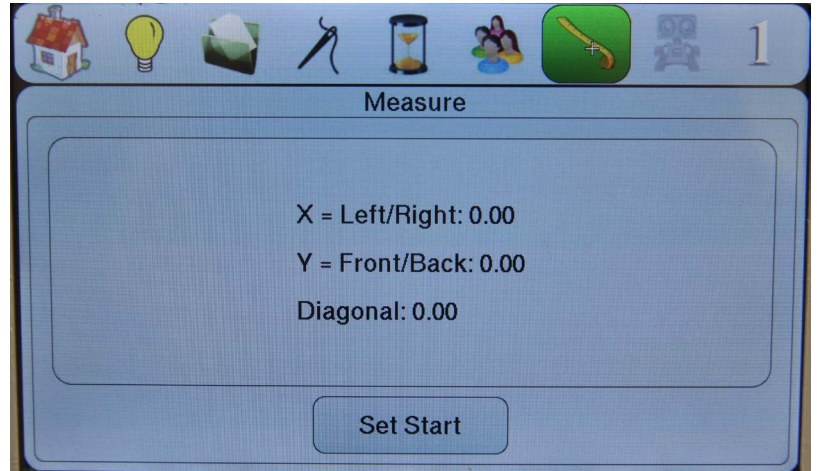 1
Measure
X = Left/Right: 0.00
Y = Front/Back: 0.00
Diagonal: 0.00
Set Start